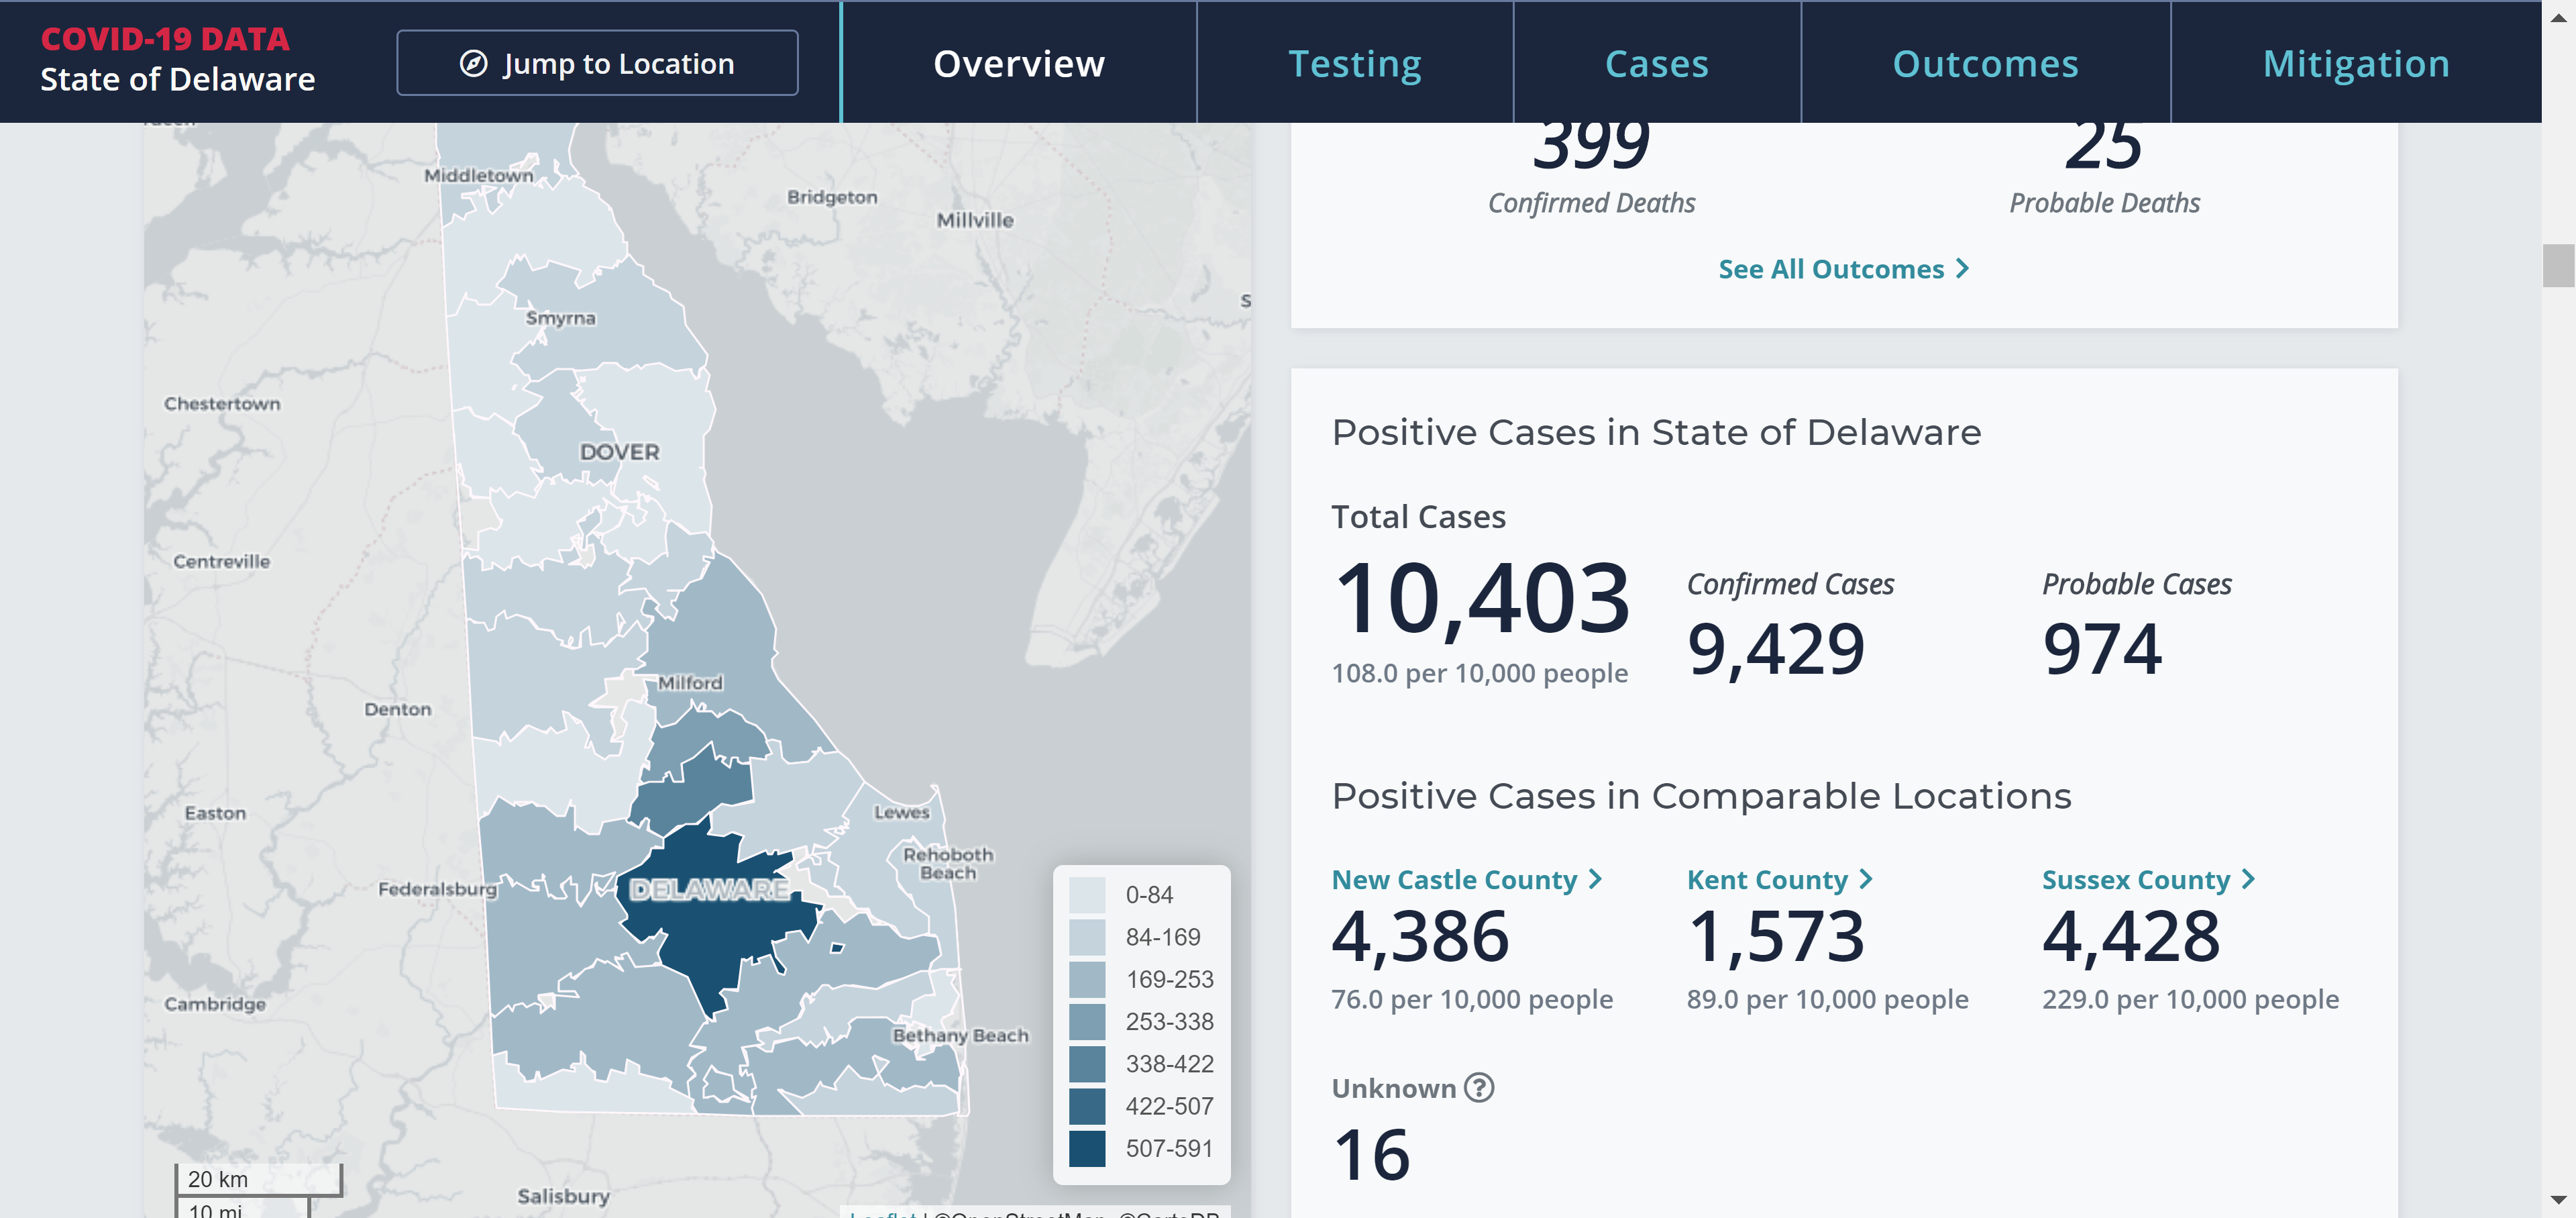 COVID-19 DATA
State of Delaware
Jump to Location
Overview
Testing
Cases
Outcomes
Mitigation
Middletown
Bridgeton
Millville
Smyrna
S
Chestertown
DOVER
Centreville
Milford
Denton
Easton
Lewes
Rehoboth
Beach
Federalsburg
DELAWARE
Cambridge
Bethany Beach
Salisbury
0-84
84-169
169-253
253-338
338-422
422-507
507-591
20 km
10 mi
Leaflet | ©OpenStreetMap, ©CartoDB
399
Confirmed Deaths
25
Probable Deaths
See All Outcomes
Positive Cases in State of Delaware
Total Cases
10,403
108.0 per 10,000 people
Confirmed Cases
9,429
Probable Cases
974
Positive Cases in Comparable Locations
New Castle County
4,386
76.0 per 10,000 people
Kent County
1,573
89.0 per 10,000 people
Sussex County
4,428
229.0 per 10,000 people
Unknown ?
16